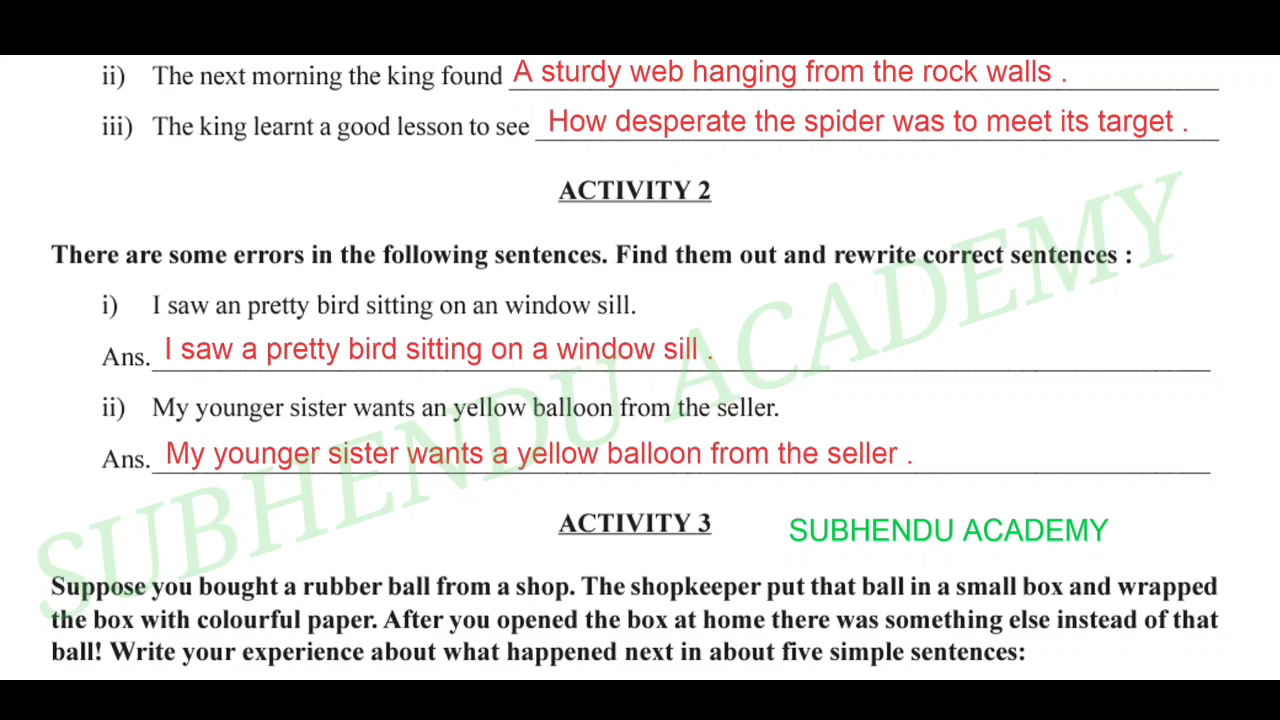 ii) The next morning the king found A sturdy web hanging from the rock walls .
iii) The king learnt a good lesson to see How desperate the spider was to meet its target .
ACTIVITY 2
There are some errors in the following sentences. Find them out and rewrite correct sentences :
i) I saw an pretty bird sitting on an window sill.
Ans. I saw a pretty bird sitting on a window sill .
ii) My younger sister wants an yellow balloon from the seller.
Ans. My younger sister wants a yellow balloon from the seller .
ACTIVITY 3 SUBHENDU ACADEMY
Suppose you bought a rubber ball from a shop. The shopkeeper put that ball in a small box and wrapped
the box with colourful paper. After you opened the box at home there was something else instead of that
ball! Write your experience about what happened next in about five simple sentences:
SUBHENDU ACADEMY